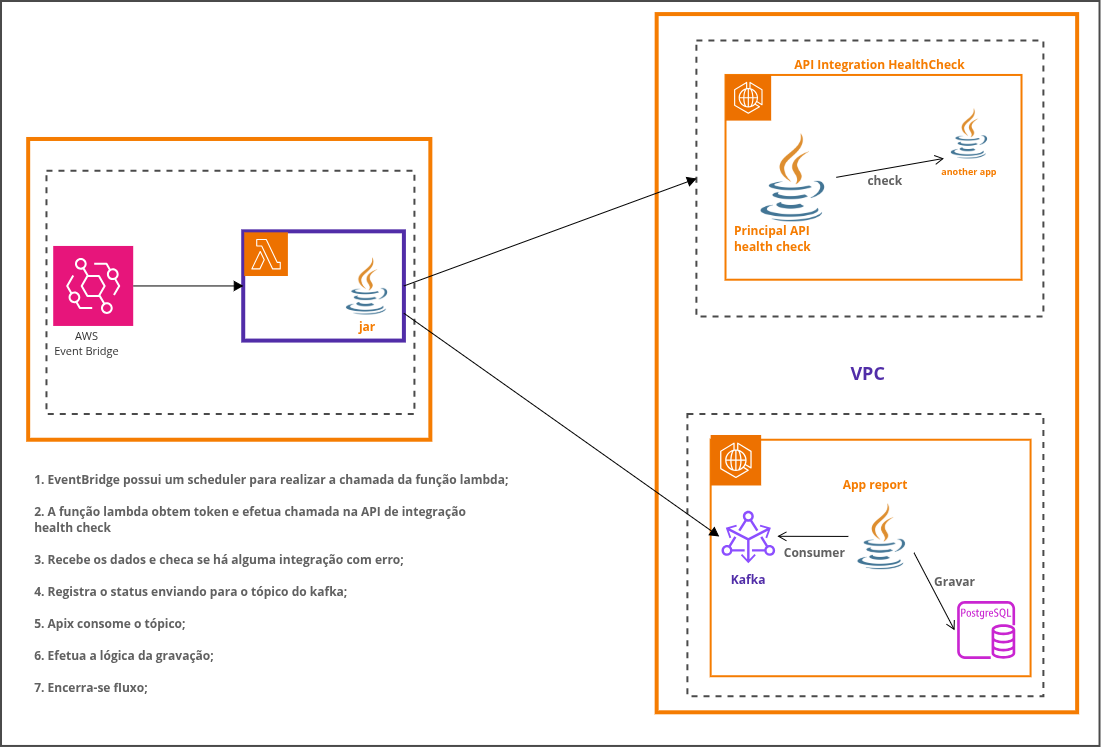 API Integration HealthCheck
another app
check
Principal API
health check
jar
AWS
Event Bridge
VPC
1. EventBridge possui um scheduler para realizar a chamada da função lambda;
2. A função lambda obtem token e efetua chamada na API de integração
health check
3. Recebe os dados e checa se há alguma integração com erro;
4. Registra o status enviando para o tópico do kafka;
5. Apix consome o tópico;
6. Efetua a lógica da gravação;
7. Encerra-se fluxo;
App report
Consumer
Kafka
Gravar
PostgreSQL